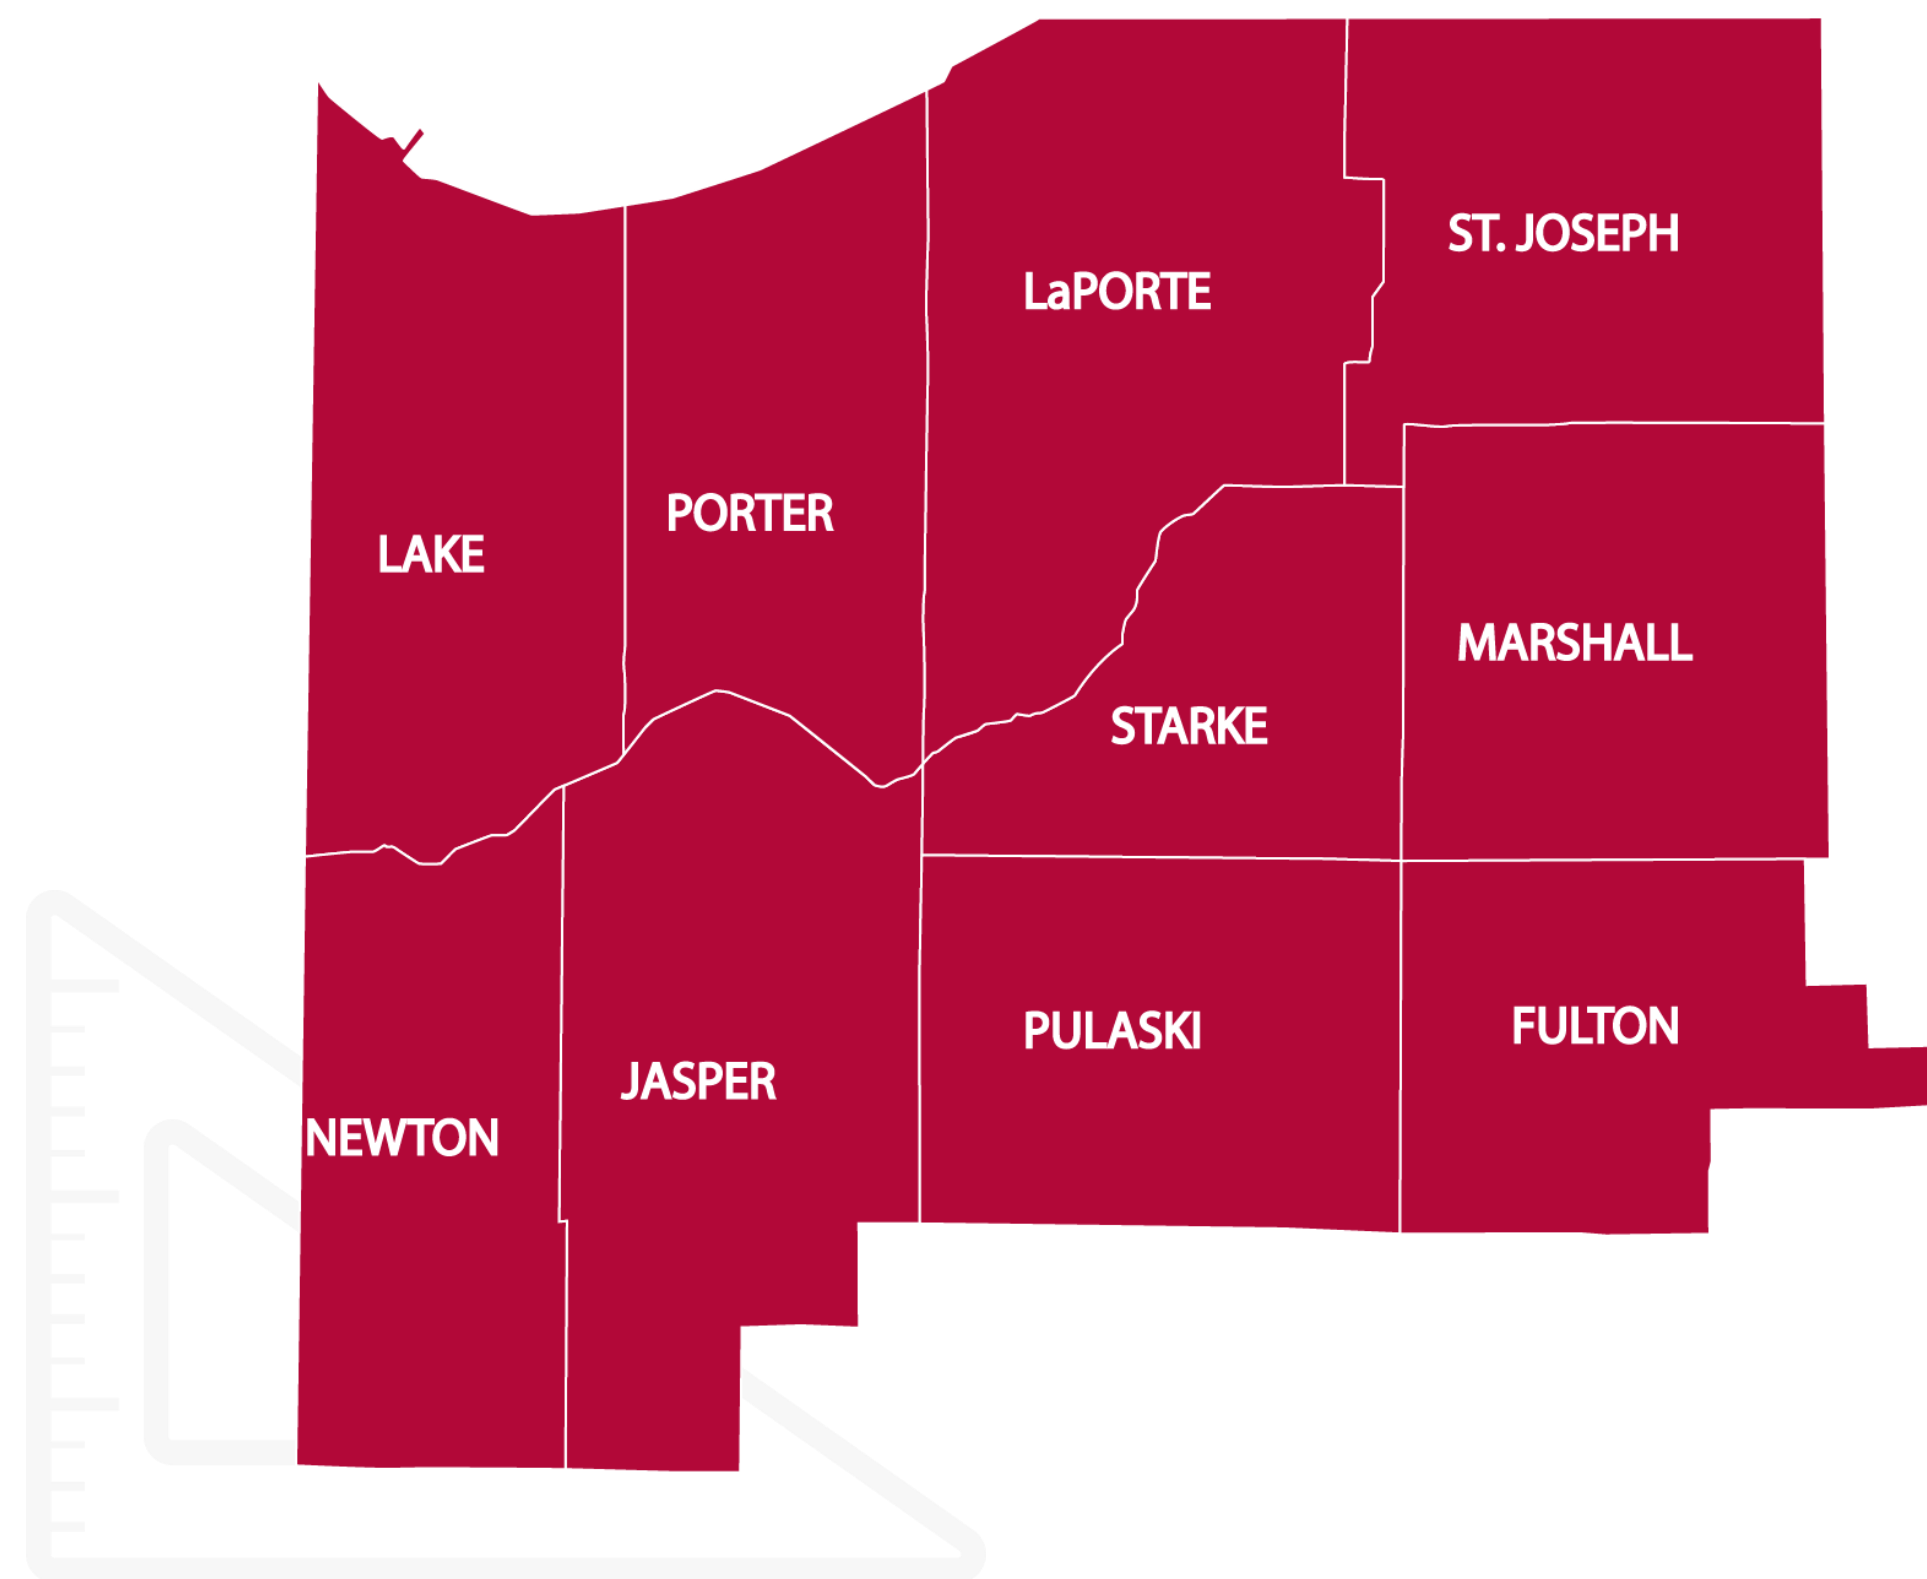 ST. JOSEPH
LaPORTE
PORTER
LAKE
MARSHALL
STARKE
FULTON
PULASKI
JASPER
NEWTON